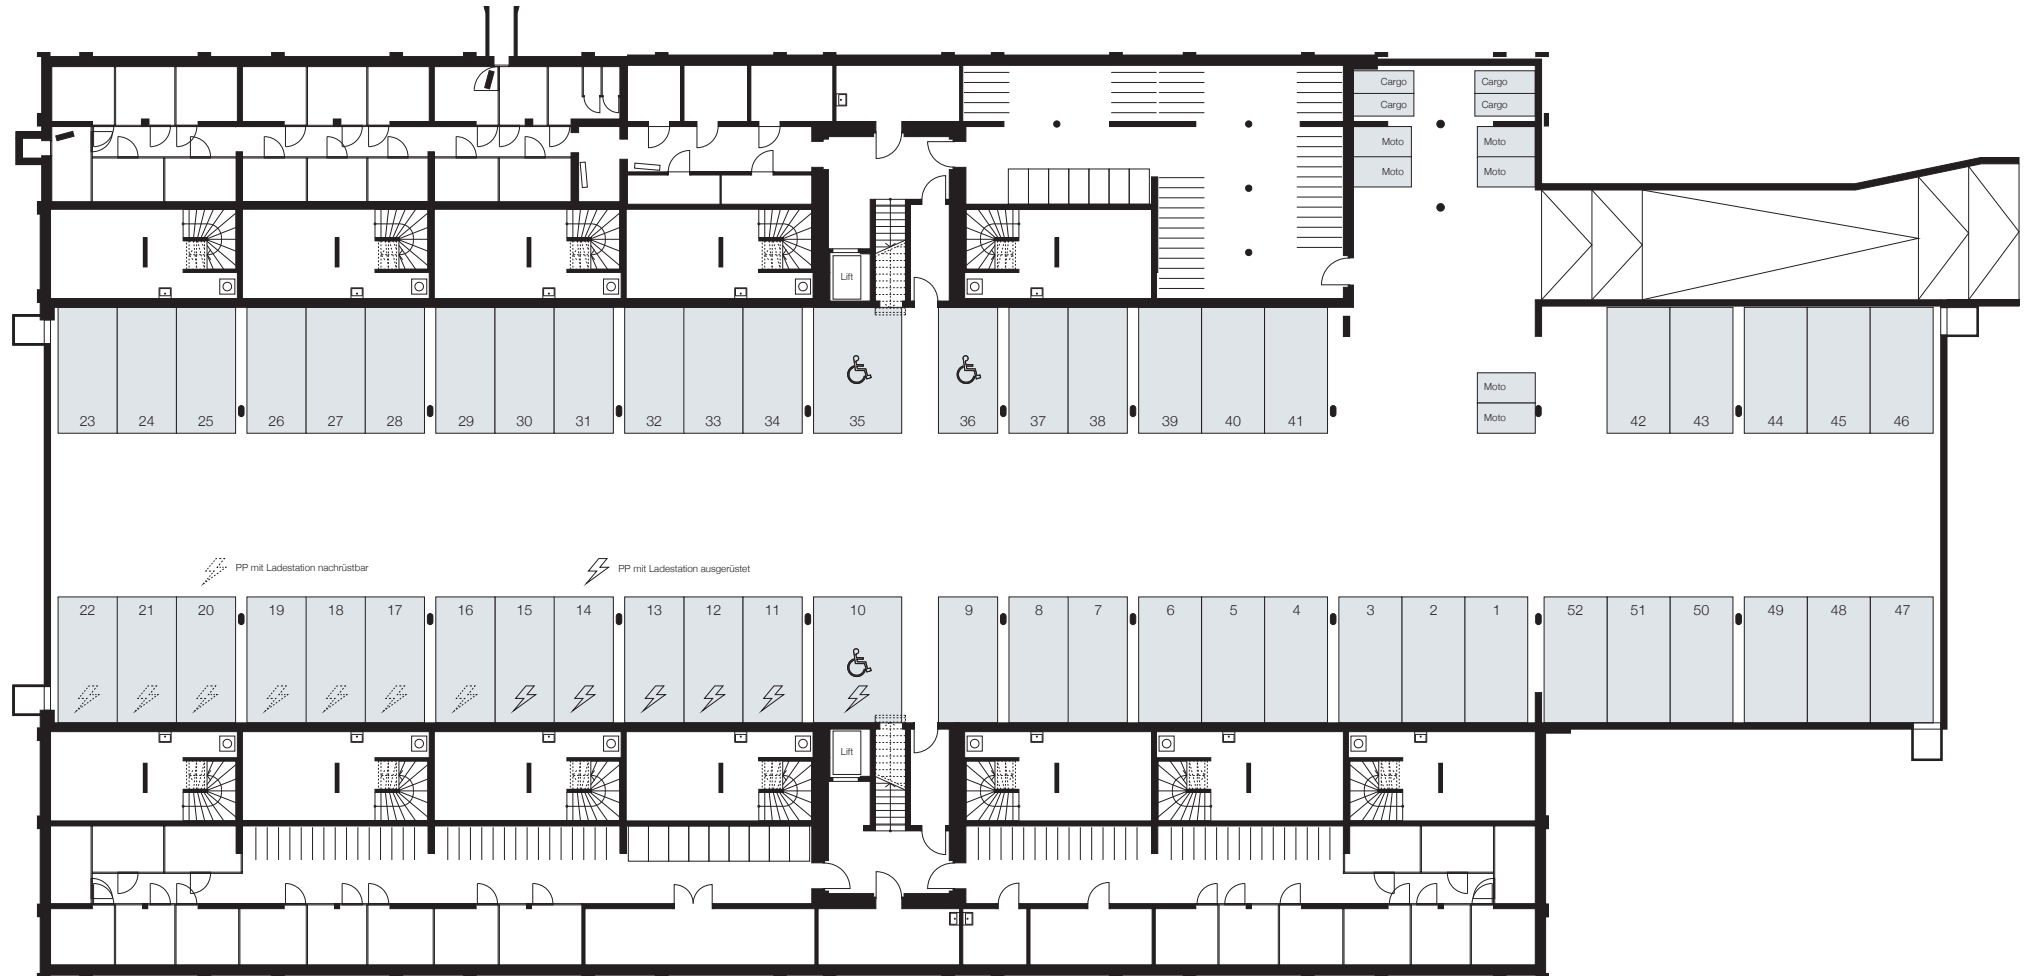 Cargo Cargo
Cargo Cargo
Moto Moto
Moto Moto
Lift
Moto
Moto
23 24 25 26 27 28 29 30 31 32 33 34 35 36 37 38 39 40 41 42 43 44 45 46
PP mit Ladestation nachrüstbar PP mit Ladestation ausgerüstet
22 21 20 19 18 17 16 15 14 13 12 11 10 9 8 7 6 5 4 3 2 1 52 51 50 49 48 47
Lift